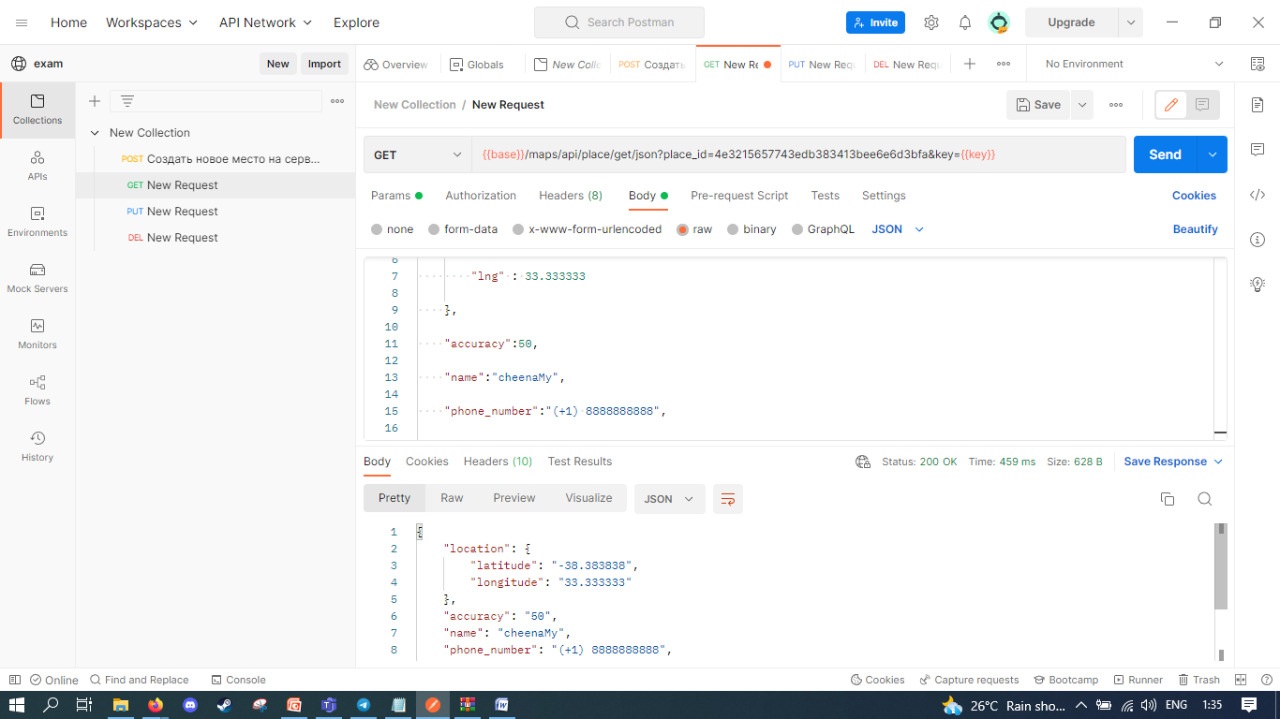 Home Workspaces API Network Explore Search Postman Invite Upgrade
exam New Import Overview Globals New Colle POST Создать GET New Re PUT New Requ DEL New Requ No Environment
Collections
APIs
Environments
Mock Servers
Monitors
Flows
History
New Collection
POST Создать новое место на серв...
GET New Request
PUT New Request
DEL New Request
New Collection / New Request Save
GET {{base}}/maps/api/place/get/json?place_id=4e3215657743edb383413bee6e6d3bfa&key={{key}} Send
Params Authorization Headers (8) Body Pre-request Script Tests Settings Cookies
none form-data x-www-form-urlencoded raw binary GraphQL JSON Beautify
6
7 "lng" : 33.333333
8
9 },
10
11 "accuracy":50,
12
13 "name":"cheenaMy",
14
15 "phone_number":"(+1) 8888888888",
16
Body Cookies Headers (10) Test Results Status: 200 OK Time: 459 ms Size: 628 B Save Response
Pretty Raw Preview Visualize JSON
1 {
2 "location": {
3 "latitude": "-38.383838",
4 "longitude": "33.333333"
5 },
6 "accuracy": "50",
7 "name": "cheenaMy",
8 "phone_number": "(+1) 8888888888",
Online Find and Replace Console Cookies Capture requests Bootcamp Runner Trash
26°C Rain sho... ENG 1:35